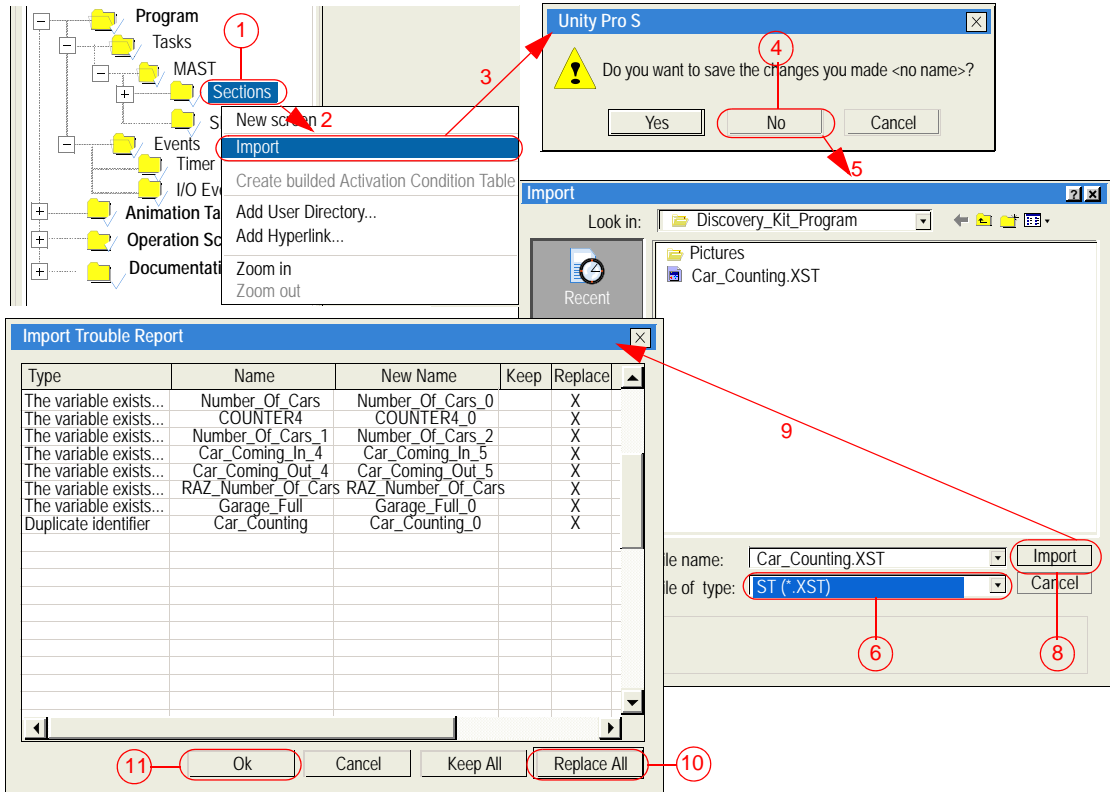 Program
Tasks
1
MAST
Sections
2
New screen
Import
Events
Timer
I/O Eve
Create builded Activation Condition Table
Animation Ta
Add User Directory...
Operation Sc
Add Hyperlink...
Documentati
Zoom in
Zoom out
3
Unity Pro S
4
Do you want to save the changes you made <no name>?
Yes No Cancel
5
Import
Look in: Discovery_Kit_Program
Pictures
Car_Counting.XST
Recent
ile name: Car_Counting.XST Import
ile of type: ST (*.XST) Cancel
6
8
9
Import Trouble Report
Type Name New Name Keep Replace
The variable exists... Number_Of_Cars Number_Of_Cars_0 X
The variable exists... COUNTER4 COUNTER4_0 X
The variable exists... Number_Of_Cars_1 Number_Of_Cars_2 X
The variable exists... Car_Coming_In_4 Car_Coming_In_5 X
The variable exists... Car_Coming_Out_4 Car_Coming_Out_5 X
The variable exists... RAZ_Number_Of_Cars RAZ_Number_Of_Cars X
The variable exists... Garage_Full Garage_Full_0 X
Duplicate identifier Car_Counting Car_Counting_0 X
11 Ok Cancel Keep All Replace All 10